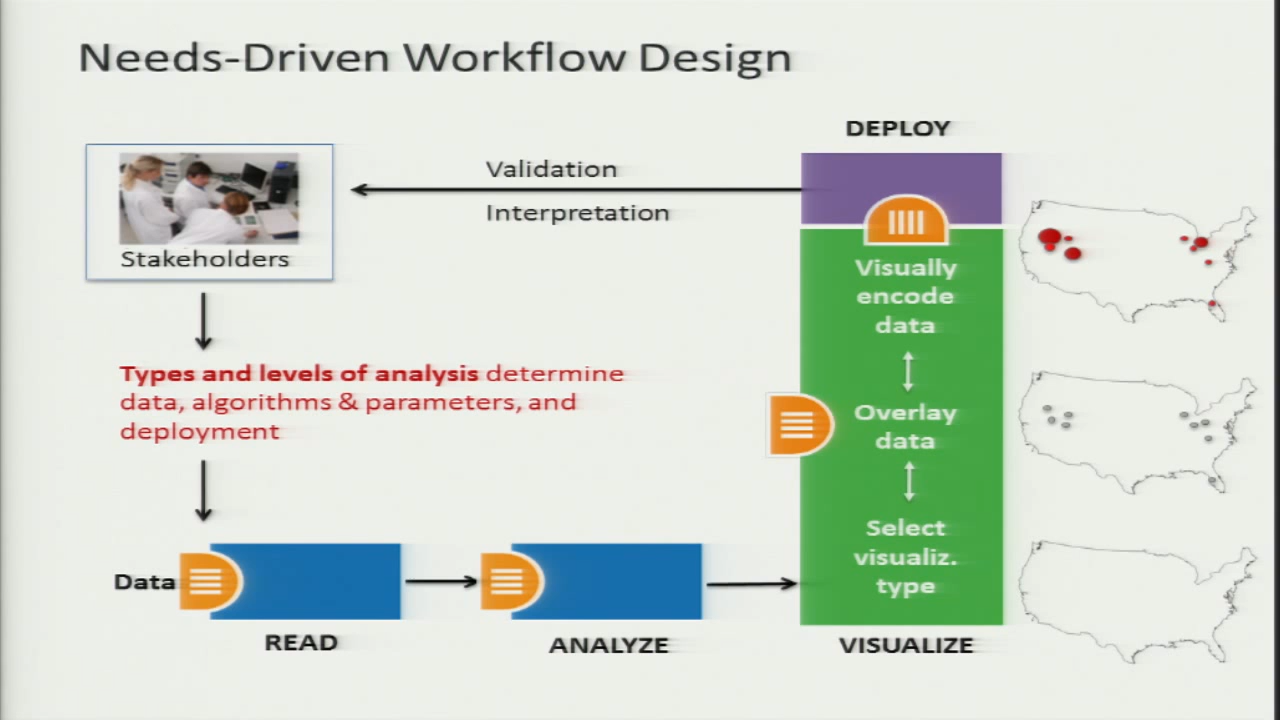 Needs-Driven Workflow Design
DEPLOY
Validation
Interpretation
Stakeholders
Types and levels of analysis determine
data, algorithms & parameters, and
deployment
Visually
encode
data
Overlay
data
Select
visualiz.
type
Data
READ
ANALYZE
VISUALIZE